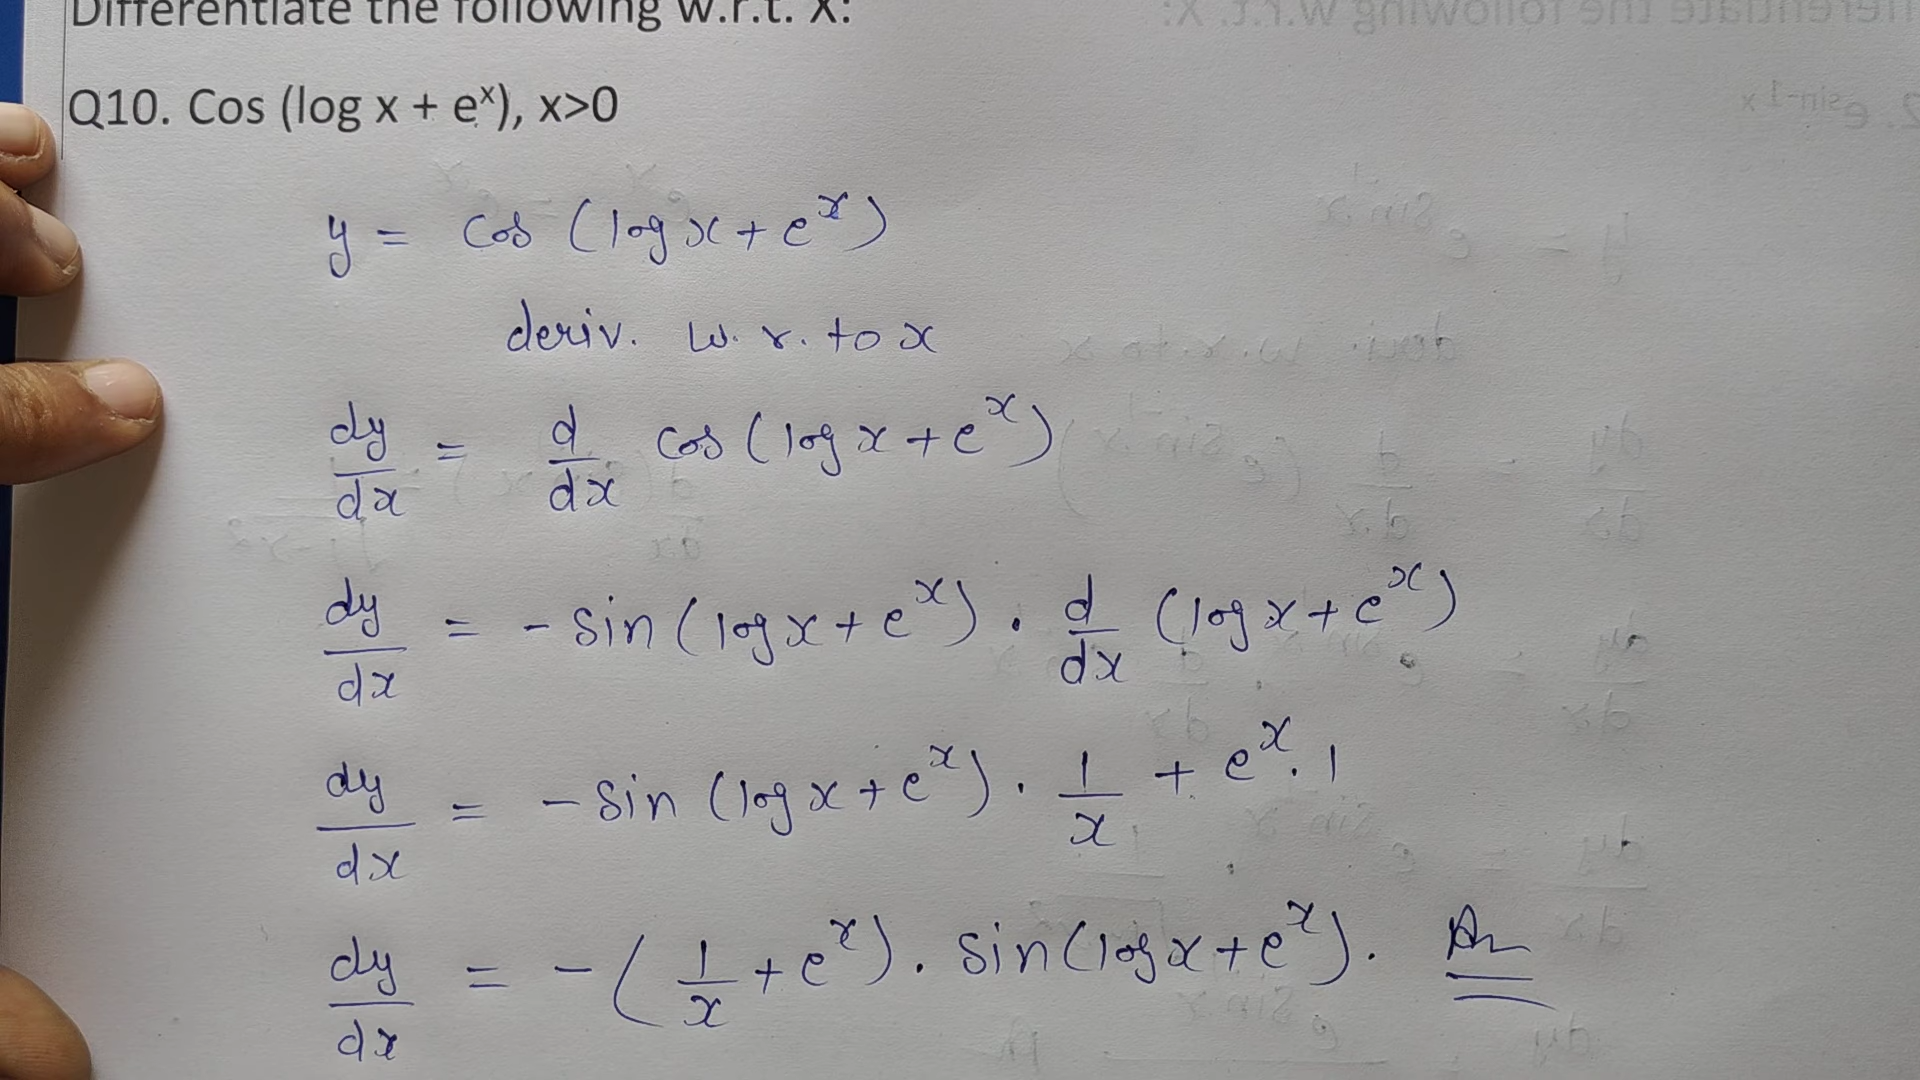 Differentiate the following w.r.t. x:
Q10. Cos (log x + eˣ), x>0
y = cos (log x + eˣ)
deriv. w.r. to x
dy/dx = d/dx cos (log x + eˣ)
dy/dx = - sin (log x + eˣ) . d/dx (log x + eˣ)
dy/dx = - sin (log x + eˣ) . 1/x + eˣ . 1
dy/dx = - (1/x + eˣ) . sin (log x + eˣ). An